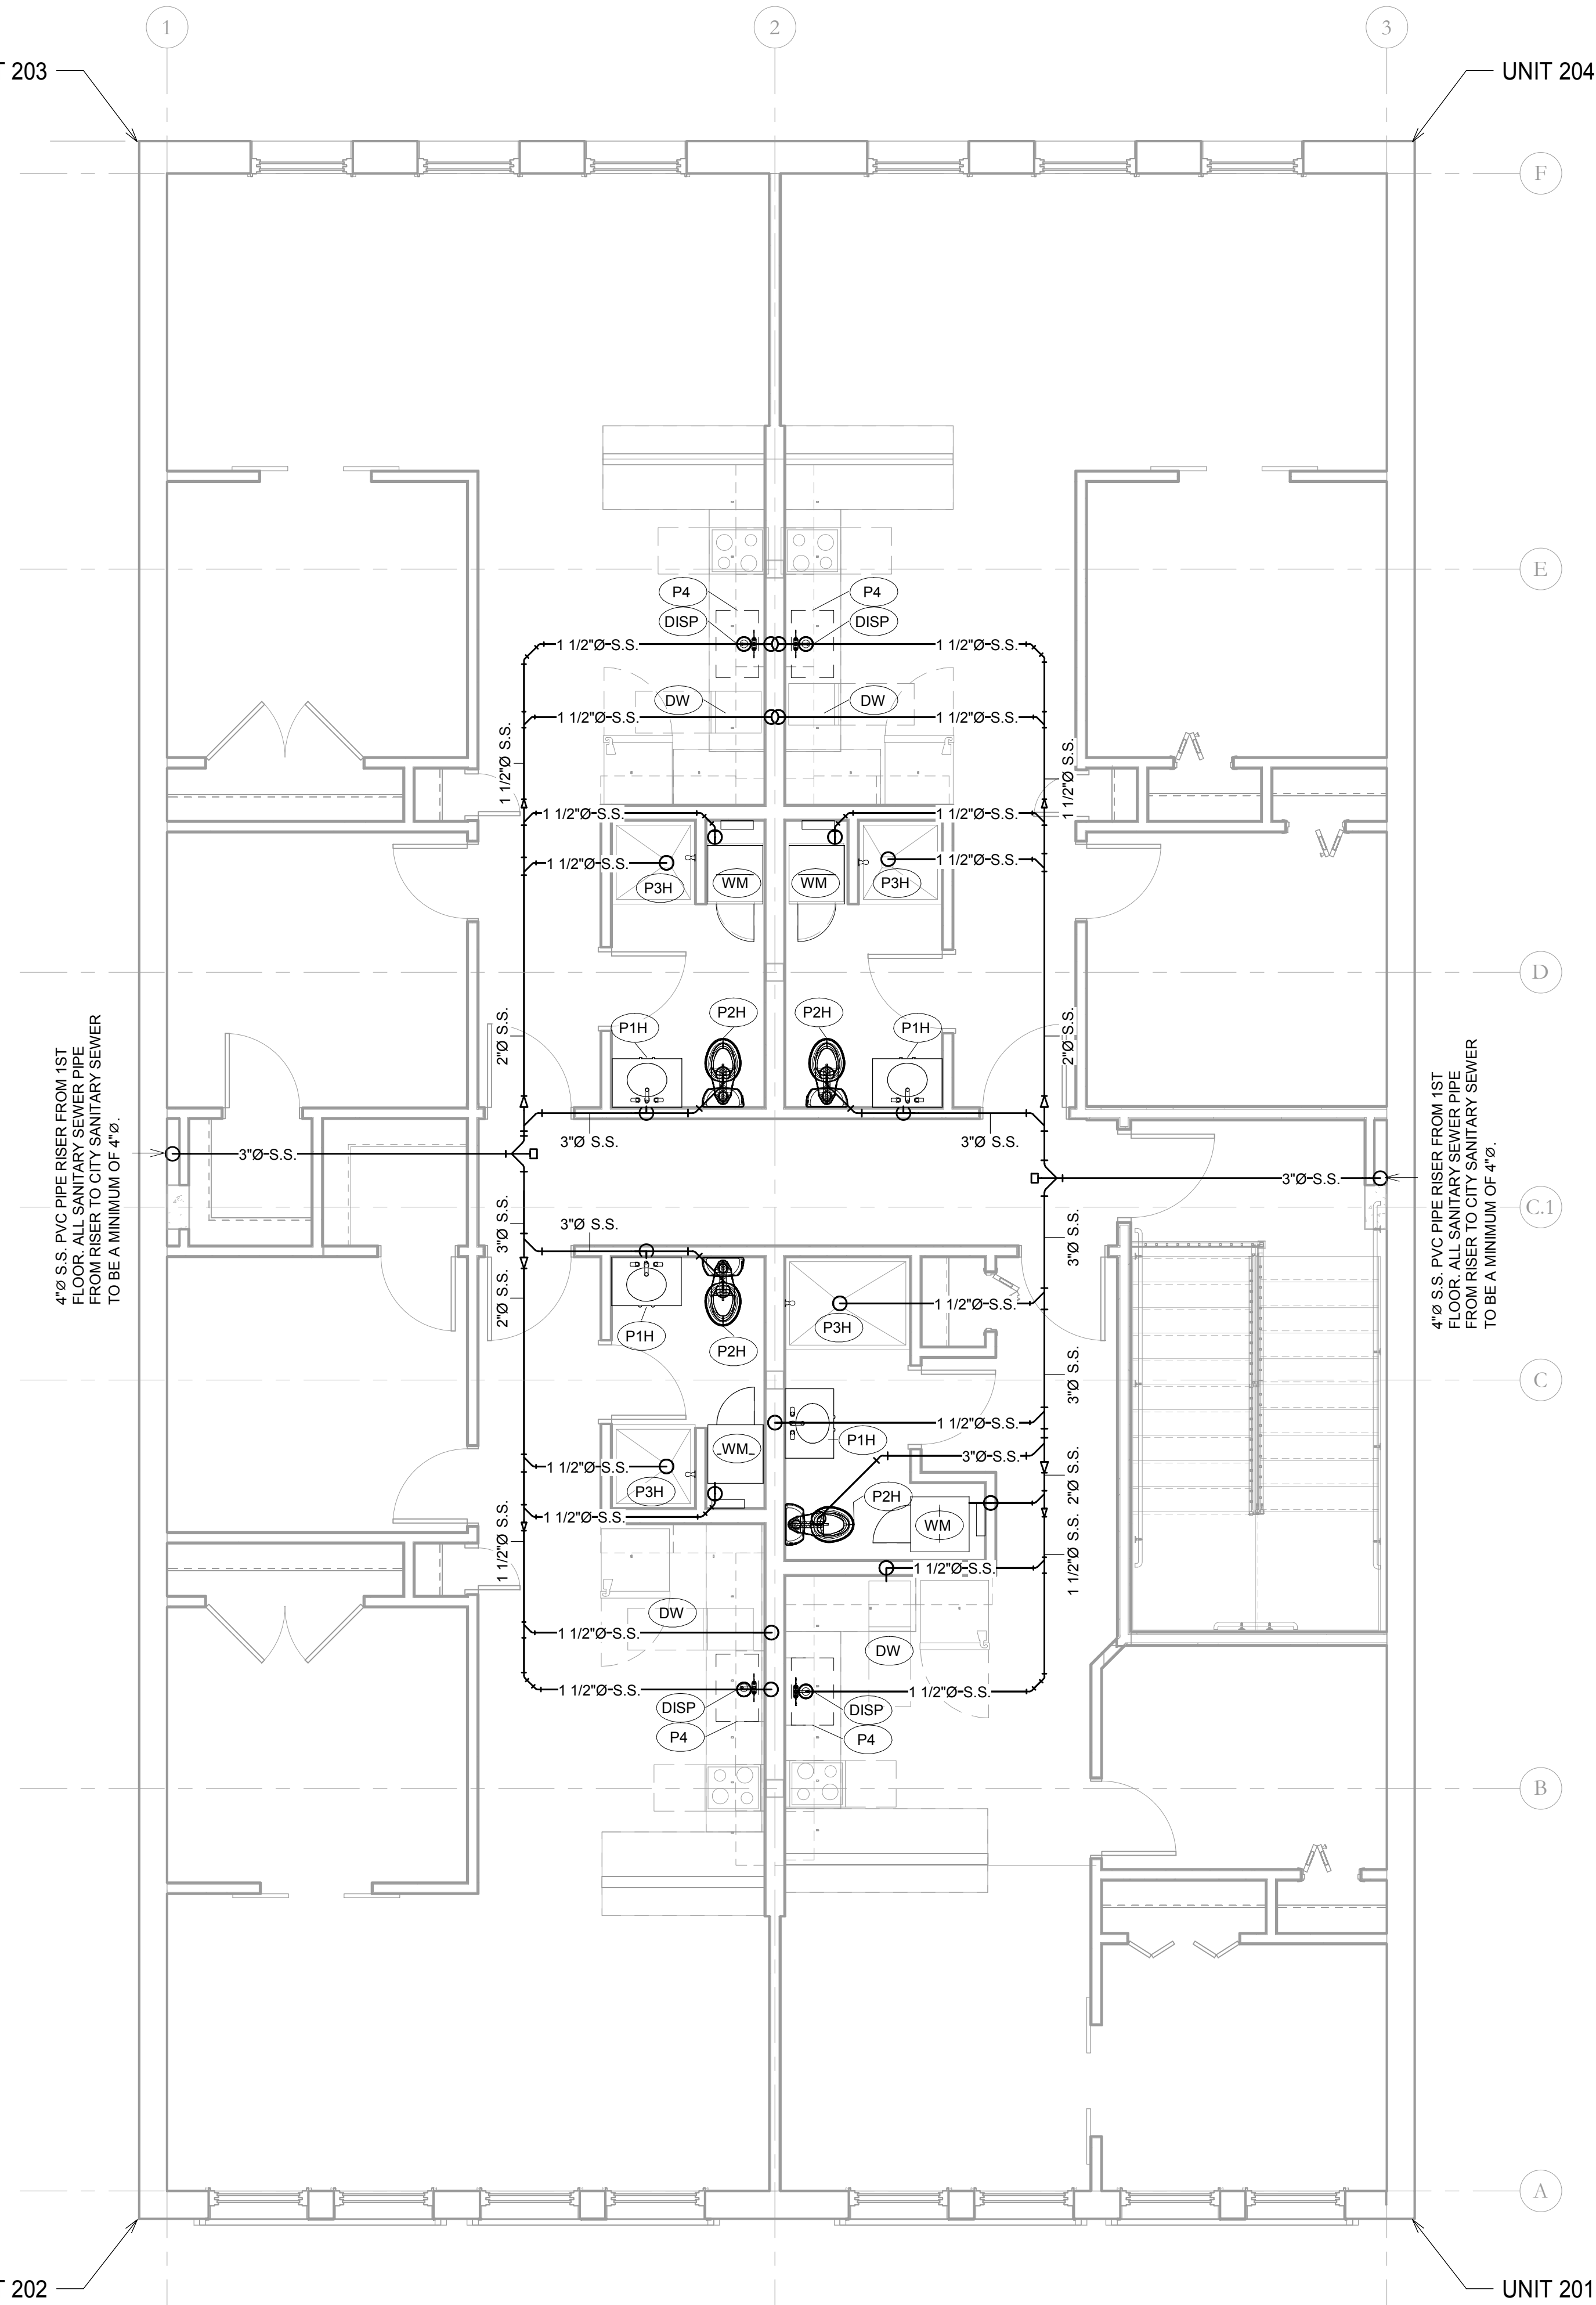 1
2
3
T 203
UNIT 204
F
E
P4
P4
DISP
DISP
1 1/2"Ø S.S.
1 1/2"Ø S.S.
DW
DW
1 1/2"Ø S.S.
1 1/2"Ø S.S.
1 1/2"Ø S.S.
1 1/2"Ø S.S.
1 1/2"Ø S.S.
1 1/2"Ø S.S.
1 1/2"Ø S.S.
1 1/2"Ø S.S.
P3H
WM
WM
P3H
D
P2H
P2H
P1H
P1H
2"Ø S.S.
2"Ø S.S.
3"Ø S.S.
3"Ø S.S.
4"Ø S.S. PVC PIPE RISER FROM 1ST
FLOOR. ALL SANITARY SEWER PIPE
FROM RISER TO CITY SANITARY SEWER
TO BE A MINIMUM OF 4"Ø.
3"Ø S.S.
3"Ø S.S.
4"Ø S.S. PVC PIPE RISER FROM 1ST
FLOOR. ALL SANITARY SEWER PIPE
FROM RISER TO CITY SANITARY SEWER
TO BE A MINIMUM OF 4"Ø.
C.1
3"Ø S.S.
3"Ø S.S.
3"Ø S.S.
2"Ø S.S.
1 1/2"Ø S.S.
P3H
P1H
P2H
3"Ø S.S.
C
1 1/2"Ø S.S.
P1H
WM
3"Ø S.S.
1 1/2"Ø S.S.
P3H
2"Ø S.S.
P2H
1 1/2"Ø S.S.
WM
1 1/2"Ø S.S.
1 1/2"Ø S.S.
1 1/2"Ø S.S.
DW
1 1/2"Ø S.S.
DW
1 1/2"Ø S.S.
1 1/2"Ø S.S.
DISP
DISP
P4
P4
B
A
T 202
UNIT 201